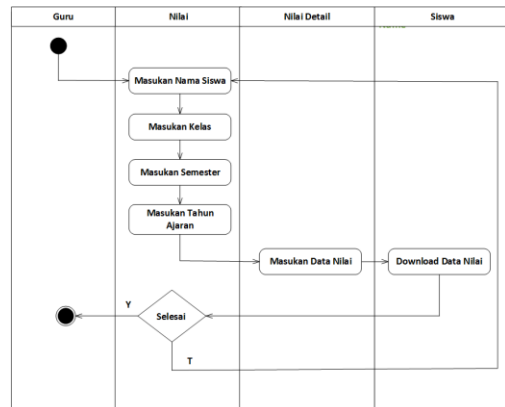 Guru
Nilai
Nilai Detail
Siswa
Masukan Nama Siswa
Masukan Kelas
Masukan Semester
Masukan Tahun
Ajaran
Masukan Data Nilai
Download Data Nilai
Y
Selesai
T